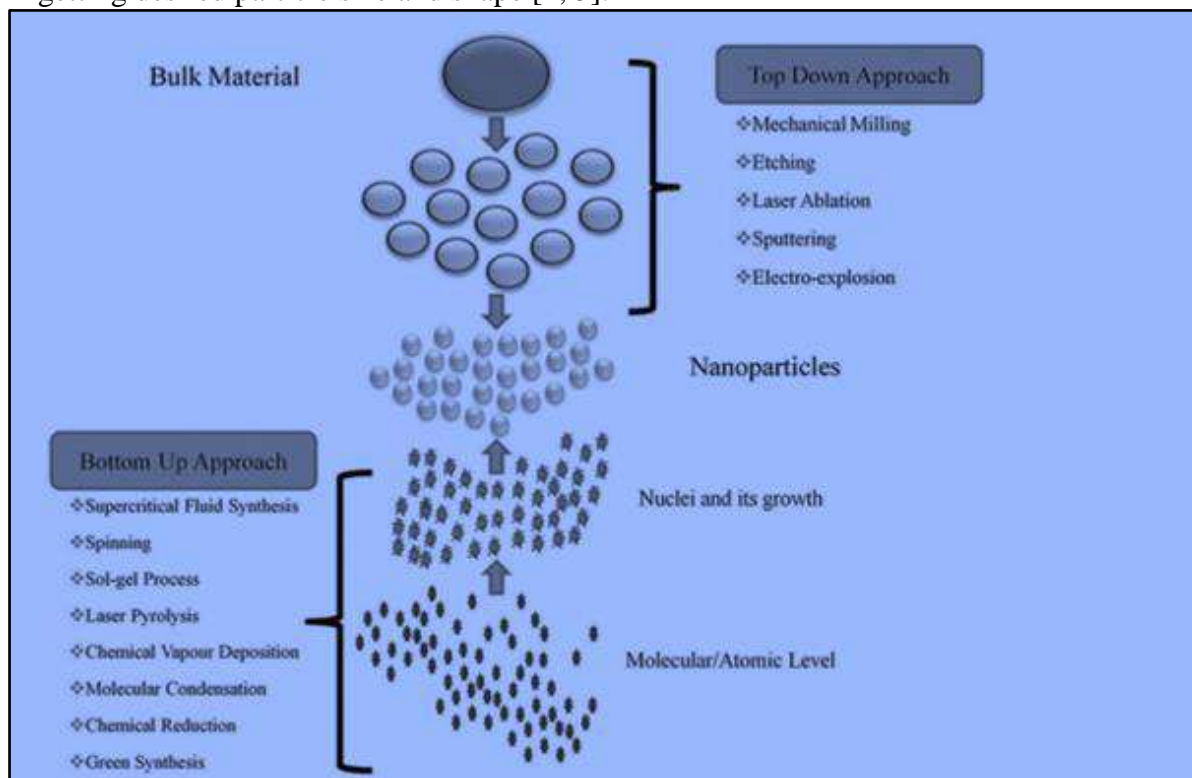 Bulk Material
Top Down Approach
❖Mechanical Milling
❖Etching
❖Laser Ablation
❖Sputtering
❖Electro-explosion
Nanoparticles
Bottom Up Approach
❖Supercritical Fluid Synthesis
❖Spinning
❖Sol-gel Process
❖Laser Pyrolysis
❖Chemical Vapour Deposition
❖Molecular Condensation
❖Chemical Reduction
❖Green Synthesis
Nuclei and its growth
Molecular/Atomic Level